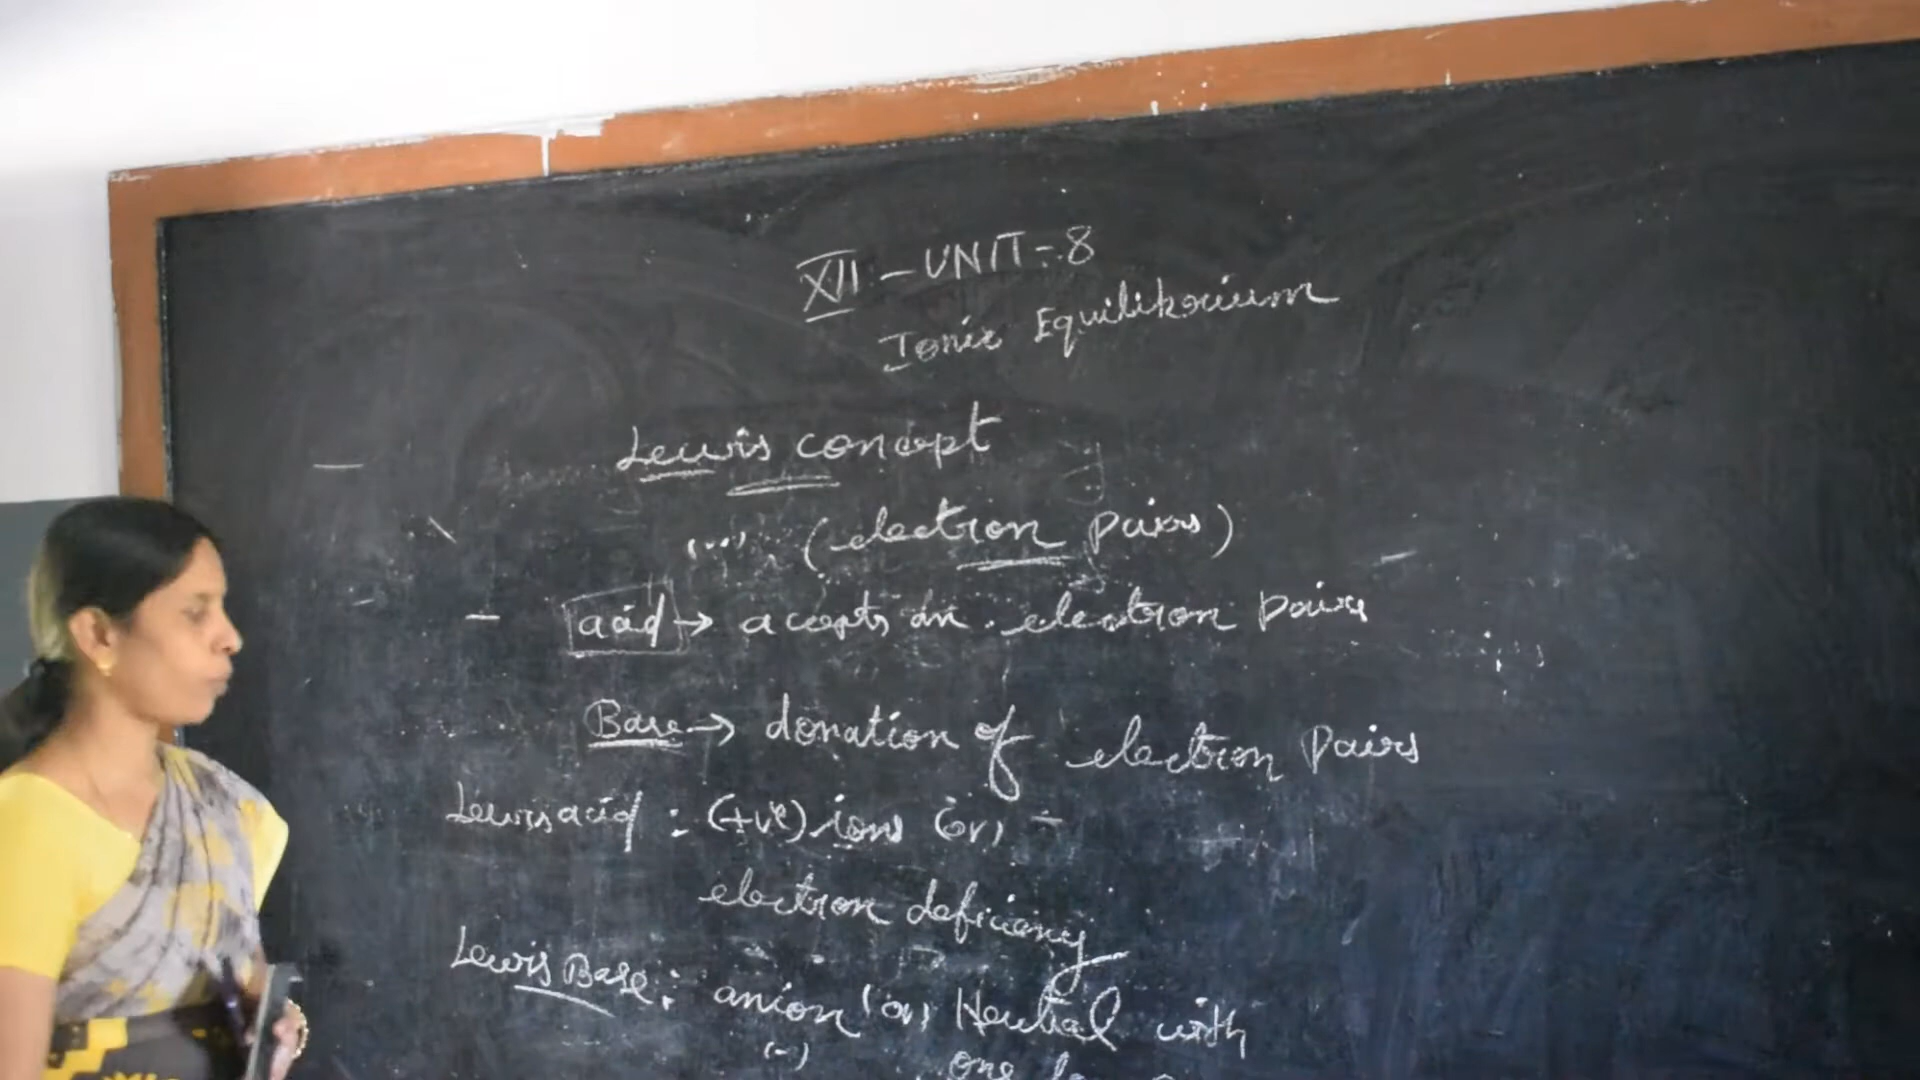 XII - UNIT - 8
Ionic Equilibrium
Lewis concept
(electron pairs)
acid → accepts an electron pairs
Base → donation of electron pairs
Lewis acid : (+ve) ions (or)
electron deficiency
Lewis Base : anion (or) Neutral with
(-) one